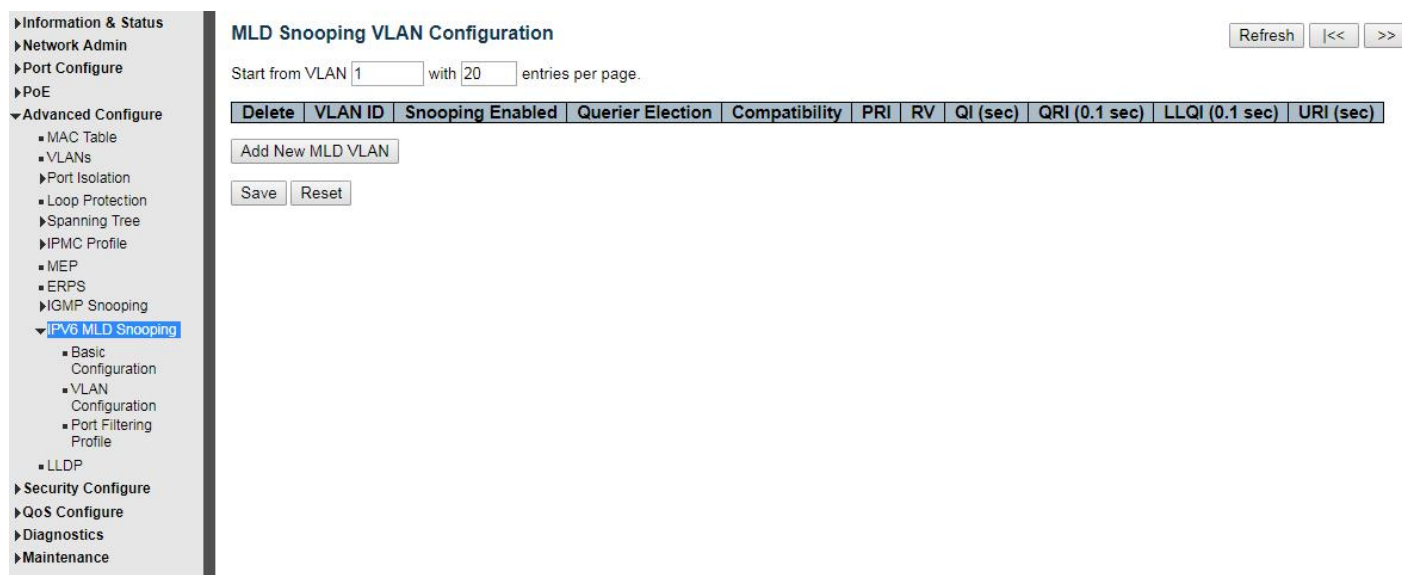 Information & Status
Network Admin
Port Configure
PoE
Advanced Configure
MAC Table
VLANs
Port Isolation
Loop Protection
Spanning Tree
IPMC Profile
MEP
ERPS
IGMP Snooping
IPV6 MLD Snooping
Basic
Configuration
VLAN
Configuration
Port Filtering
Profile
LLDP
Security Configure
QoS Configure
Diagnostics
Maintenance
MLD Snooping VLAN Configuration
Refresh |<< >>
Start from VLAN 1 with 20 entries per page.
Delete VLAN ID Snooping Enabled Querier Election Compatibility PRI RV QI (sec) QRI (0.1 sec) LLQI (0.1 sec) URI (sec)
Add New MLD VLAN
Save Reset